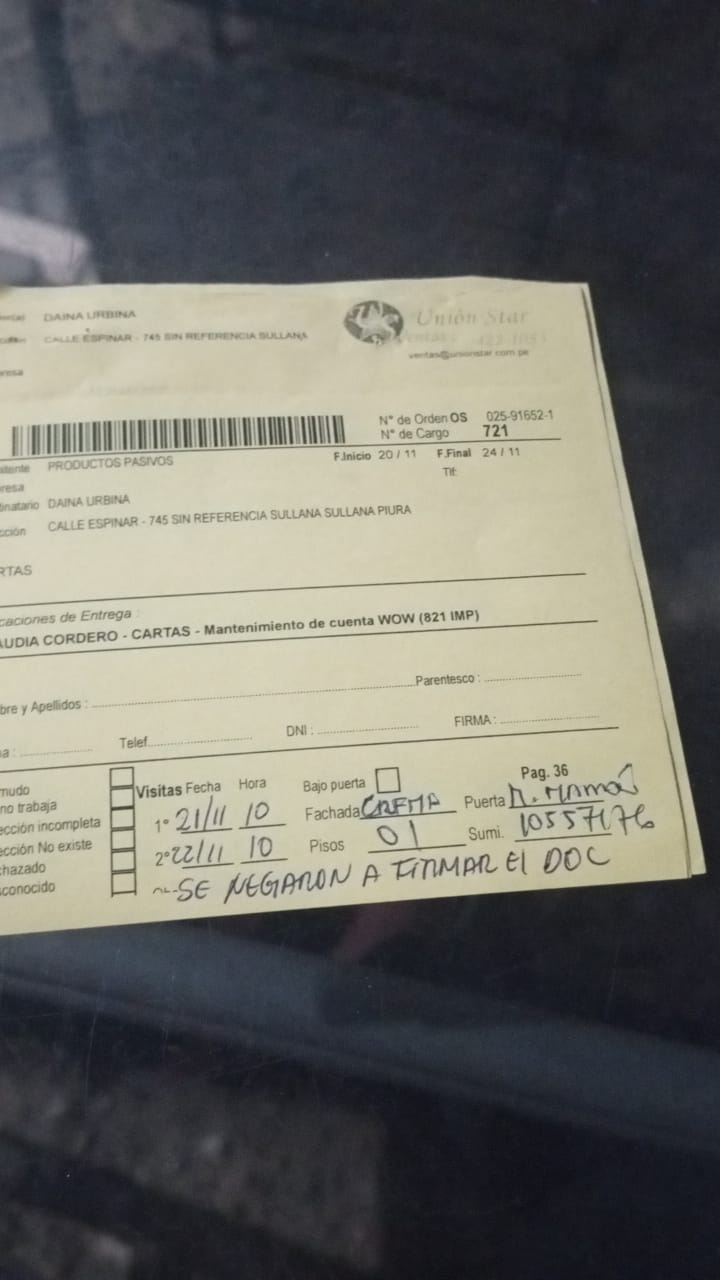 DAINA URBINA
CALLE ESPINAR - 745 SIN REFERENCIA SULLANA
Unión Star
ventas@unionstar.com.pe
N° de Orden OS 025-91652-1
N° de Cargo 721
PRODUCTOS PASIVOS
F.Inicio 20 / 11 F.Final 24 / 11
Tlf:
DAINA URBINA
CALLE ESPINAR - 745 SIN REFERENCIA SULLANA SULLANA PIURA
RTAS
caciones de Entrega :
AUDIA CORDERO - CARTAS - Mantenimiento de cuenta WOW (821 IMP)
Parentesco :
bre y Apellidos :
Telef. DNI : FIRMA :
mudo
no trabaja
ección incompleta
ección No existe
chazado
sconocido
Visitas Fecha Hora Bajo puerta Pag. 36
1° 21/11 10 Fachada CREMA Puerta M.
2° 22/11 10 Pisos 01 Sumi. 10557176
SE NEGARON A FIRMAR El DOC